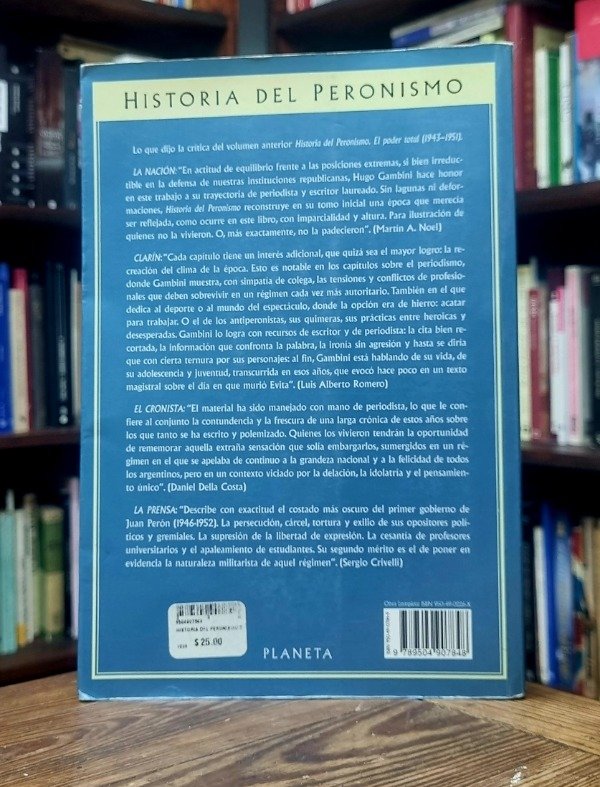 HISTORIA DEL PERONISMO
Lo que dijo la crítica del volumen anterior Historia del Peronismo, El poder total (1943-1951).
LA NACIÓN: "En actitud de equilibrio frente a las posiciones extremas, si bien irreduc-
tible en la defensa de nuestras instituciones republicanas, Hugo Gambini hace honor
en este trabajo a su trayectoria de periodista y escritor laureado. Sin lagunas ni defor-
maciones, Historia del Peronismo reconstruye en su tomo inicial una época que merecía
ser reflejada, como ocurre en este libro, con imparcialidad y altura. Para ilustración de
quienes no la vivieron. O, más exactamente, no la padecieron". (Martín A. Noel)
CLARÍN: "Cada capítulo tiene un interés adicional, que quizá sea el mayor logro: la re-
creación del clima de la época. Esto es notable en los capítulos sobre el periodismo,
donde Gambini muestra, con simpatía de colega, las tensiones y conflictos de profesio-
nales que deben sobrevivir en un régimen cada vez más autoritario. También en el que
dedica al deporte o al mundo del espectáculo, donde la opción era de hierro: acatar
para trabajar. O el de los antiperonistas, sus quimeras, sus prácticas entre heroicas y
desesperadas. Gambini lo logra con recursos de escritor y de periodista: la cita bien re-
cortada, la información que confronta la palabra, la ironía sin agresión y hasta se diría
que con cierta ternura por sus personajes: al fin, Gambini está hablando de su vida, de
su adolescencia y juventud, transcurrida en esos años, que evocó hace poco en un texto
magistral sobre el día en que murió Evita". (Luis Alberto Romero)
EL CRONISTA: "El material ha sido manejado con mano de periodista, lo que le con-
fiere al conjunto la contundencia y la frescura de una larga crónica de estos años sobre
los que tanto se ha escrito y polemizado. Quienes los vivieron tendrán la oportunidad
de rememorar aquella extraña sensación que solía embargarlos, sumergidos en un ré-
gimen en el que se apelaba de continuo a la grandeza nacional y a la felicidad de todos
los argentinos, pero en un contexto viciado por la delación, la idolatría y el pensamien-
to único". (Daniel Della Costa)
LA PRENSA: "Describe con exactitud el costado más oscuro del primer gobierno de
Juan Perón (1946-1952). La persecución, cárcel, tortura y exilio de sus opositores polí-
ticos y gremiales. La supresión de la libertad de expresión. La cesantía de profesores
universitarios y el apaleamiento de estudiantes. Su segundo mérito es el de poner en
evidencia la naturaleza militarista de aquel régimen". (Sergio Crivelli)
HISTORIA DEL PERONISMO
$ 25.00
PLANETA
Obra completa: ISBN 950-49-0226-X
9 789504 907848